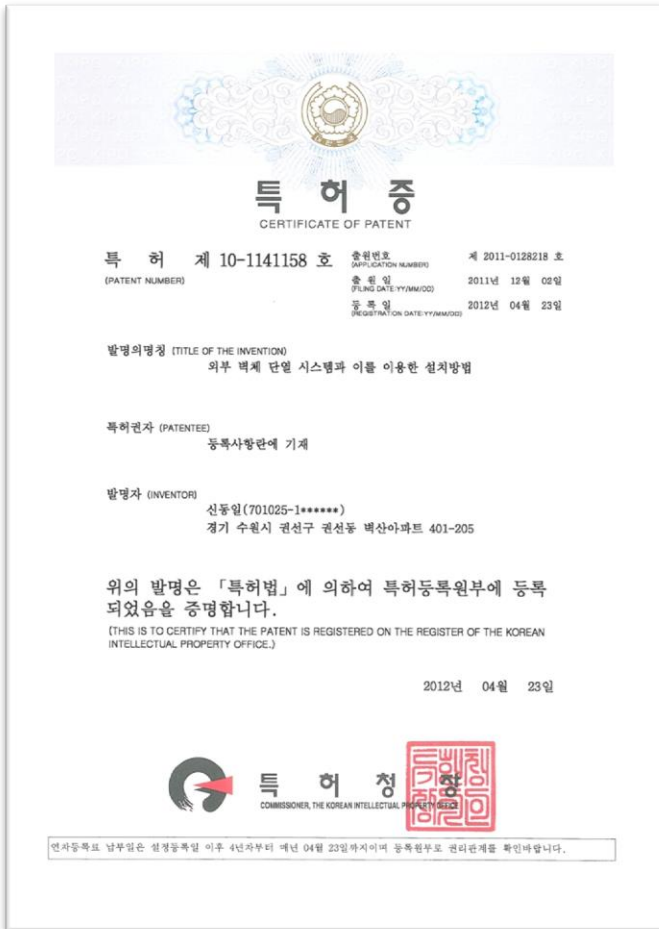 특 허 증
CERTIFICATE OF PATENT
특 허 제 10-1141158 호
(PATENT NUMBER)
출원번호 제 2011-0128218 호
(APPLICATION NUMBER)
출 원 일 2011년 12월 02일
(FILING DATE:YY/MM/DD)
등 록 일 2012년 04월 23일
(REGISTRATION DATE:YY/MM/DD)
발명의명칭 (TITLE OF THE INVENTION)
외부 벽체 단열 시스템과 이를 이용한 설치방법
특허권자 (PATENTEE)
등록사항란에 기재
발명자 (INVENTOR)
신동일(701025-1******)
경기 수원시 권선구 권선동 벽산아파트 401-205
위의 발명은 「특허법」에 의하여 특허등록원부에 등록
되었음을 증명합니다.
(THIS IS TO CERTIFY THAT THE PATENT IS REGISTERED ON THE REGISTER OF THE KOREAN
INTELLECTUAL PROPERTY OFFICE.)
2012년 04월 23일
특 허 청 장
COMMISSIONER, THE KOREAN INTELLECTUAL PROPERTY OFFICE
연차등록료 납부일은 설정등록일 이후 4년차부터 매년 04월 23일까지이며 등록원부로 권리관계를 확인바랍니다.